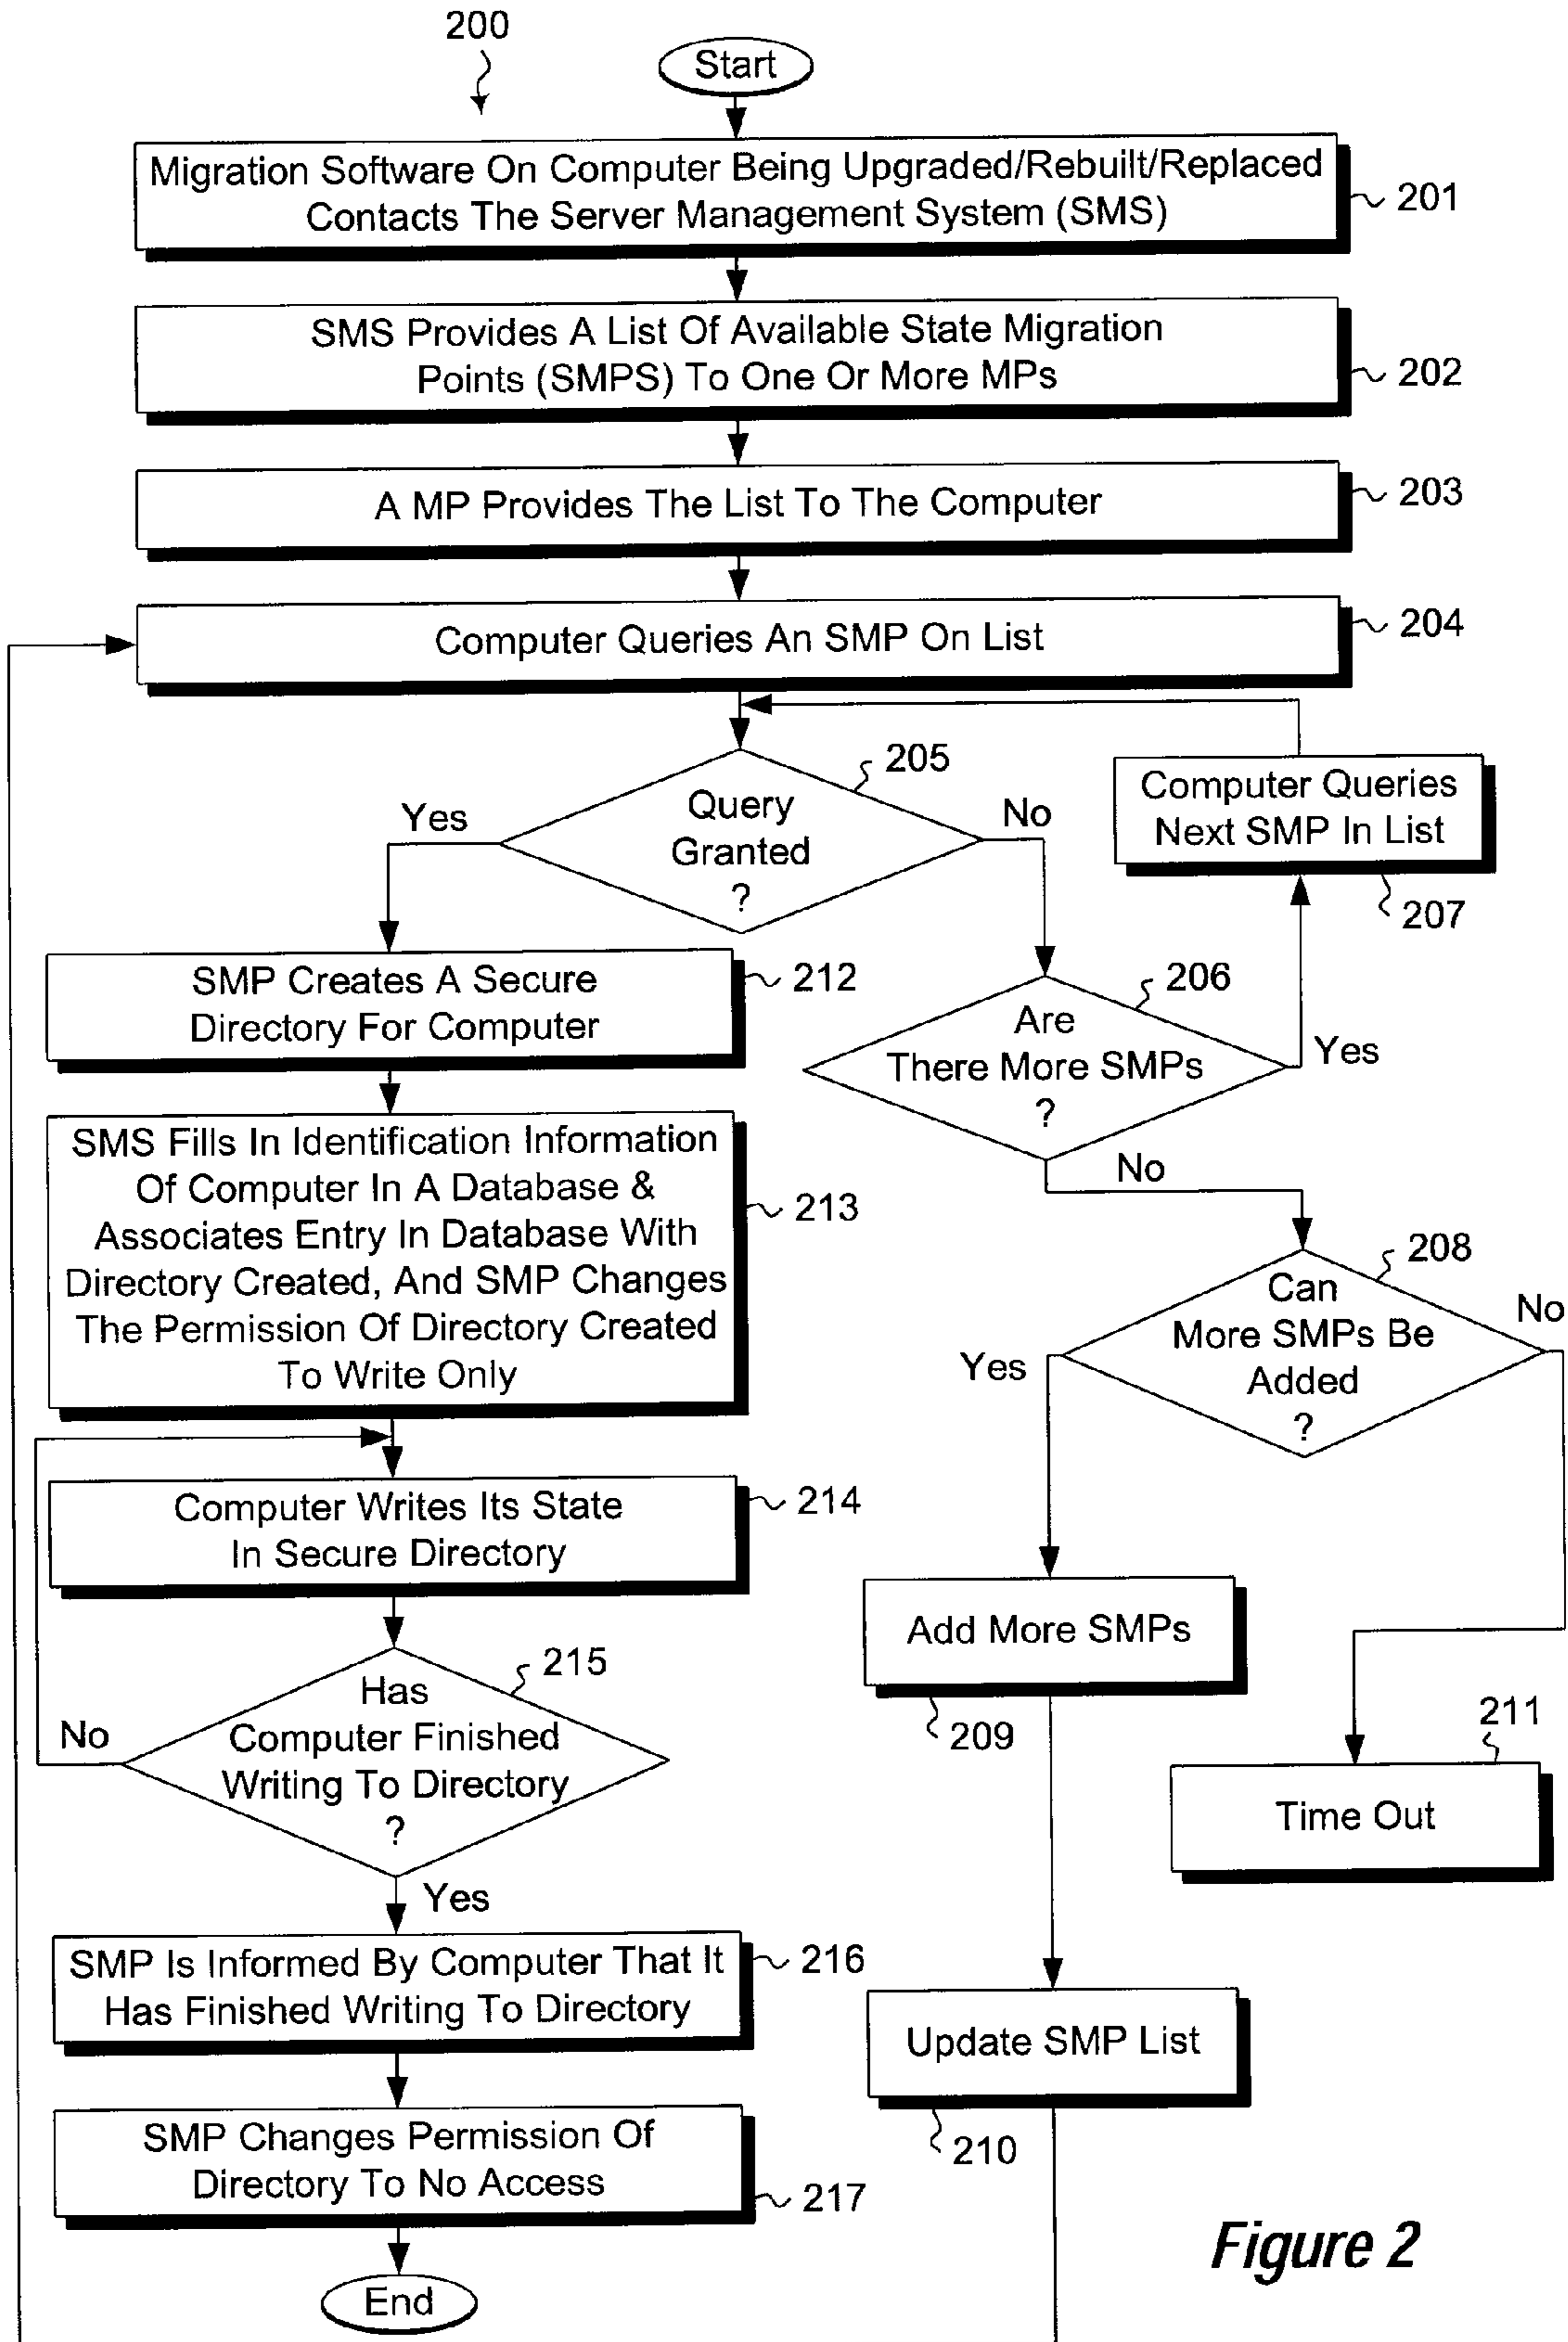 200
Start
Migration Software On Computer Being Upgraded/Rebuilt/Replaced
Contacts The Server Management System (SMS)
201
SMS Provides A List Of Available State Migration
Points (SMPS) To One Or More MPs
202
A MP Provides The List To The Computer
203
Computer Queries An SMP On List
204
205
Query
Granted
?
Yes
No
Computer Queries
Next SMP In List
207
SMP Creates A Secure
Directory For Computer
212
206
Are
There More SMPs
?
Yes
No
SMS Fills In Identification Information
Of Computer In A Database &
Associates Entry In Database With
Directory Created, And SMP Changes
The Permission Of Directory Created
To Write Only
213
208
Can
More SMPs Be
Added
?
Yes
No
Computer Writes Its State
In Secure Directory
214
Add More SMPs
209
215
Has
Computer Finished
Writing To Directory
?
No
Yes
211
Time Out
SMP Is Informed By Computer That It
Has Finished Writing To Directory
216
Update SMP List
210
SMP Changes Permission Of
Directory To No Access
217
End
Figure 2